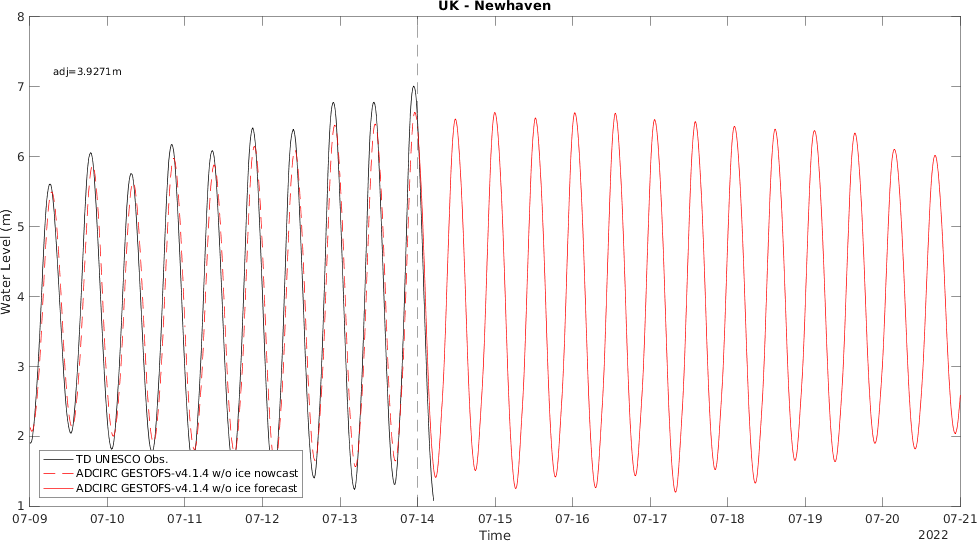 UK - Newhaven
adj=3.9271m
Water Level (m)
8
7
6
5
4
3
2
1
TD UNESCO Obs.
ADCIRC GESTOFS-v4.1.4 w/o ice nowcast
ADCIRC GESTOFS-v4.1.4 w/o ice forecast
07-09 07-10 07-11 07-12 07-13 07-14 07-15 07-16 07-17 07-18 07-19 07-20 07-21
Time
2022